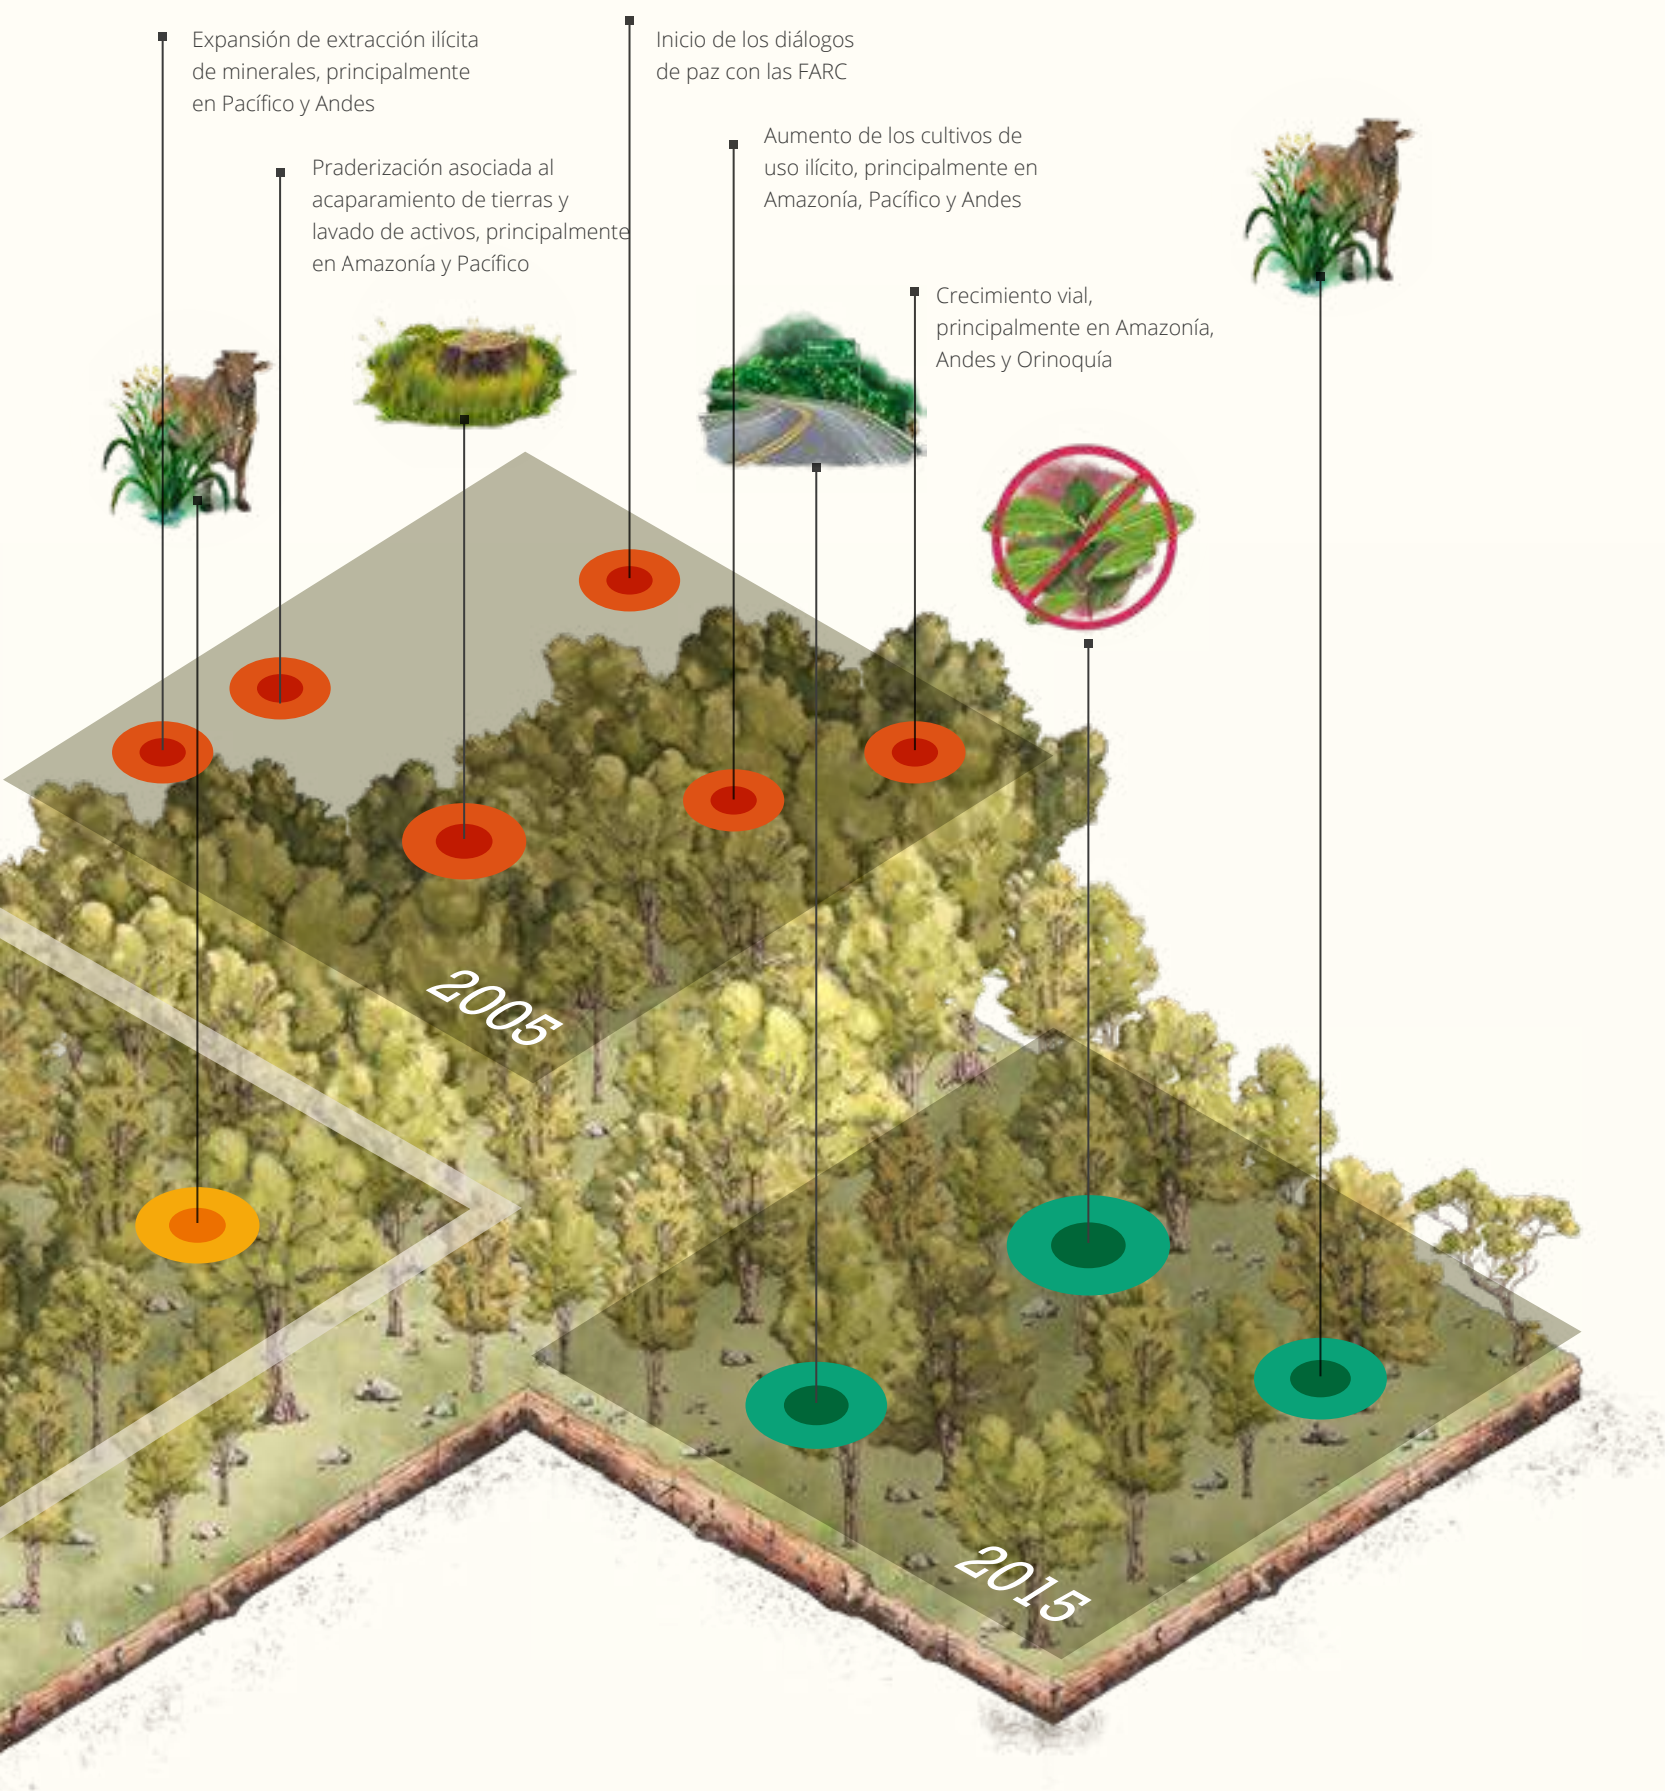 Expansión de extracción ilícita
de minerales, principalmente
en Pacífico y Andes
Praderización asociada al
acaparamiento de tierras y
lavado de activos, principalmente
en Amazonía y Pacífico
Inicio de los diálogos
de paz con las FARC
Aumento de los cultivos de
uso ilícito, principalmente en
Amazonía, Pacífico y Andes
Crecimiento vial,
principalmente en Amazonía,
Andes y Orinoquía
2005
2015